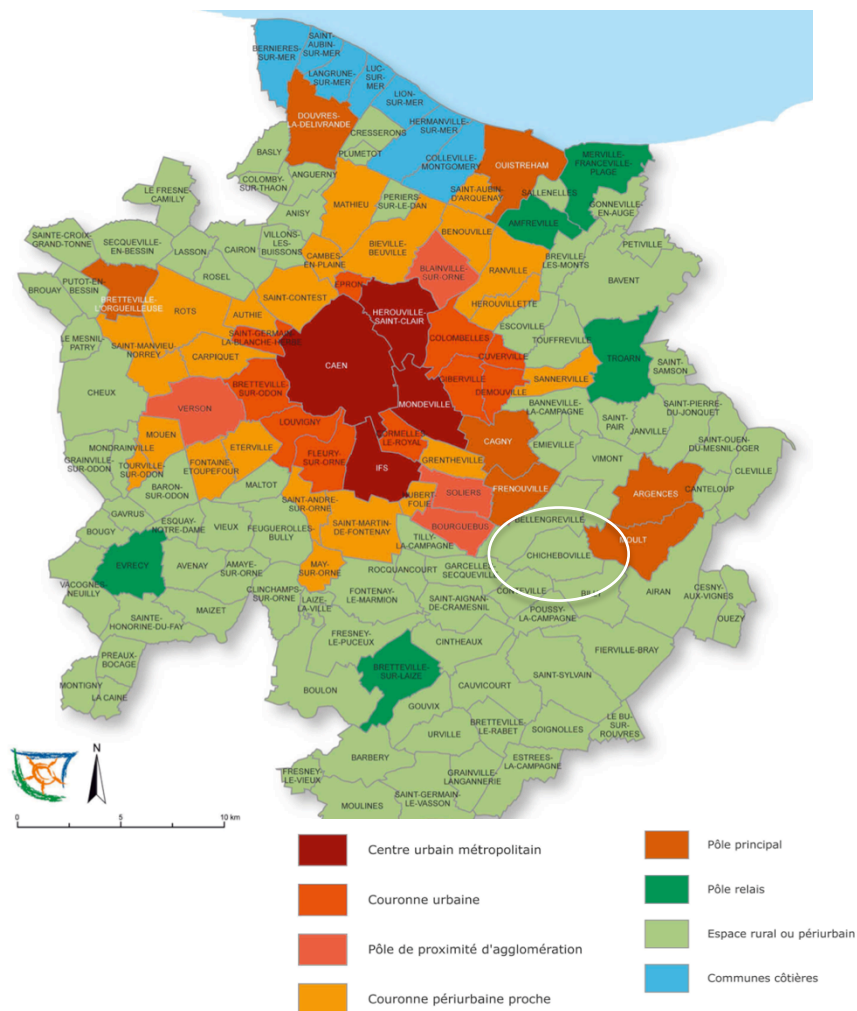 BERNIERES-
SUR-MER
SAINT-
AUBIN-
SUR-MER
LANGRUNE-
SUR-MER
LUC-
SUR-
MER
LION-
SUR-MER
HERMANVILLE-
SUR-MER
COLLEVILLE-
MONTGOMERY
DOUVRES-
LA-DELIVRANDE
CRESSERONS
PLUMETOT
BASLY
COLOMBY-
SUR-THAON
ANGUERNY
ANISY
MATHIEU
PERIERS-
SUR-LE-DAN
SAINT-AUBIN
D'ARQUENAY
OUISTREHAM
MERVILLE-
FRANCEVILLE-
PLAGE
SALLENELLES
AMFREVILLE
GONNEVILLE-
EN-AUGE
LE FRESNE-
CAMILLY
SAINTE-CROIX-
GRAND-TONNE
SECQUEVILLE-
EN-BESSIN
LASSON
CAIRON
VILLONS-
LES-
BUISSONS
ROSEL
CAMBES-
EN-PLAINE
BIEVILLE-
BEUVILLE
BENOUVILLE
BLAINVILLE-
SUR-ORNE
RANVILLE
HEROUVILLETTE
BREVILLE-
LES-MONTS
PETIVILLE
BAVENT
BROUAY
PUTOT-EN-
BESSIN
BRETTEVILLE-
L'ORGUEILLEUSE
ROTS
AUTHIE
SAINT-CONTEST
EPRON
HEROUVILLE-
SAINT-CLAIR
COLOMBELLES
CUVERVILLE
ESCOVILLE
TOUFFREVILLE
TROARN
SAINT-
SAMSON
LE MESNIL-
PATRY
SAINT-MANVIEU-
NORREY
CARPIQUET
SAINT-GERMAIN-
LA-BLANCHE-HERBE
CAEN
GIBERVILLE
DEMOUVILLE
SANNERVILLE
BANNEVILLE-
LA-CAMPAGNE
SAINT-
PAIR
JANVILLE
SAINT-PIERRE-
DU-JONQUET
CHEUX
VERSON
BRETTEVILLE-
SUR-ODON
LOUVIGNY
MONDEVILLE
CORMELLES-
LE-ROYAL
CAGNY
EMIEVILLE
VIMONT
SAINT-OUEN-
DU-MESNIL-OGER
CLEVILLE
MONDRAINVILLE
MOUEN
GRAINVILLE-
SUR-ODON
TOURVILLE-
SUR-ODON
BARON-
SUR-ODON
FONTAINE-
ETOUPEFOUR
ETERVILLE
MALTOT
FLEURY-
SUR-ORNE
IFS
GRENTHEVILLE
SOLIERS
FRENOUVILLE
ARGENCES
CANTELOUP
GAVRUS
BOUGY
ESQUAY-
NOTRE-DAME
VIEUX
FEUGUEROLLES-
BULLY
SAINT-ANDRE-
SUR-ORNE
SAINT-MARTIN-
DE-FONTENAY
HUBERT-
FOLIE
BOURGUEBUS
TILLY-
LA-CAMPAGNE
BELLENGREVILLE
CHICHEBOVILLE
MOULT
EVRECY
AVENAY
AMAYE-
SUR-ORNE
VACOGNES-
NEUILLY
MAIZET
CLINCHAMPS-
SUR-ORNE
MAY-
SUR-ORNE
LAIZE-
LA-VILLE
ROCQUANCOURT
FONTENAY-
LE-MARMION
GARCELLES-
SECQUEVILLE
CONTEVILLE
SAINT-AIGNAN-
DE-CRAMESNIL
POUSSY-
LA-CAMPAGNE
AIRAN
CESNY-
AUX-VIGNES
OUEZY
SAINTE-
HONORINE-DU-FAY
PREAUX-
BOCAGE
MONTIGNY
LA CAINE
FRESNEY-
LE-PUCEUX
CINTHEAUX
BRETTEVILLE-
SUR-LAIZE
BOULON
GOUVIX
CAUVICOURT
SAINT-SYLVAIN
FIERVILLE-BRAY
URVILLE
BRETTEVILLE-
LE-RABET
SOIGNOLLES
LE BU-
SUR-
ROUVRES
BARBERY
ESTREES-
LA-CAMPAGNE
FRESNEY-
LE-VIEUX
GRAINVILLE-
LANGANNERIE
SAINT-GERMAIN-
LE-VASSON
MOULINES
N
0 5 10 km
Centre urbain métropolitain
Couronne urbaine
Pôle de proximité d'agglomération
Couronne périurbaine proche
Pôle principal
Pôle relais
Espace rural ou périurbain
Communes côtières